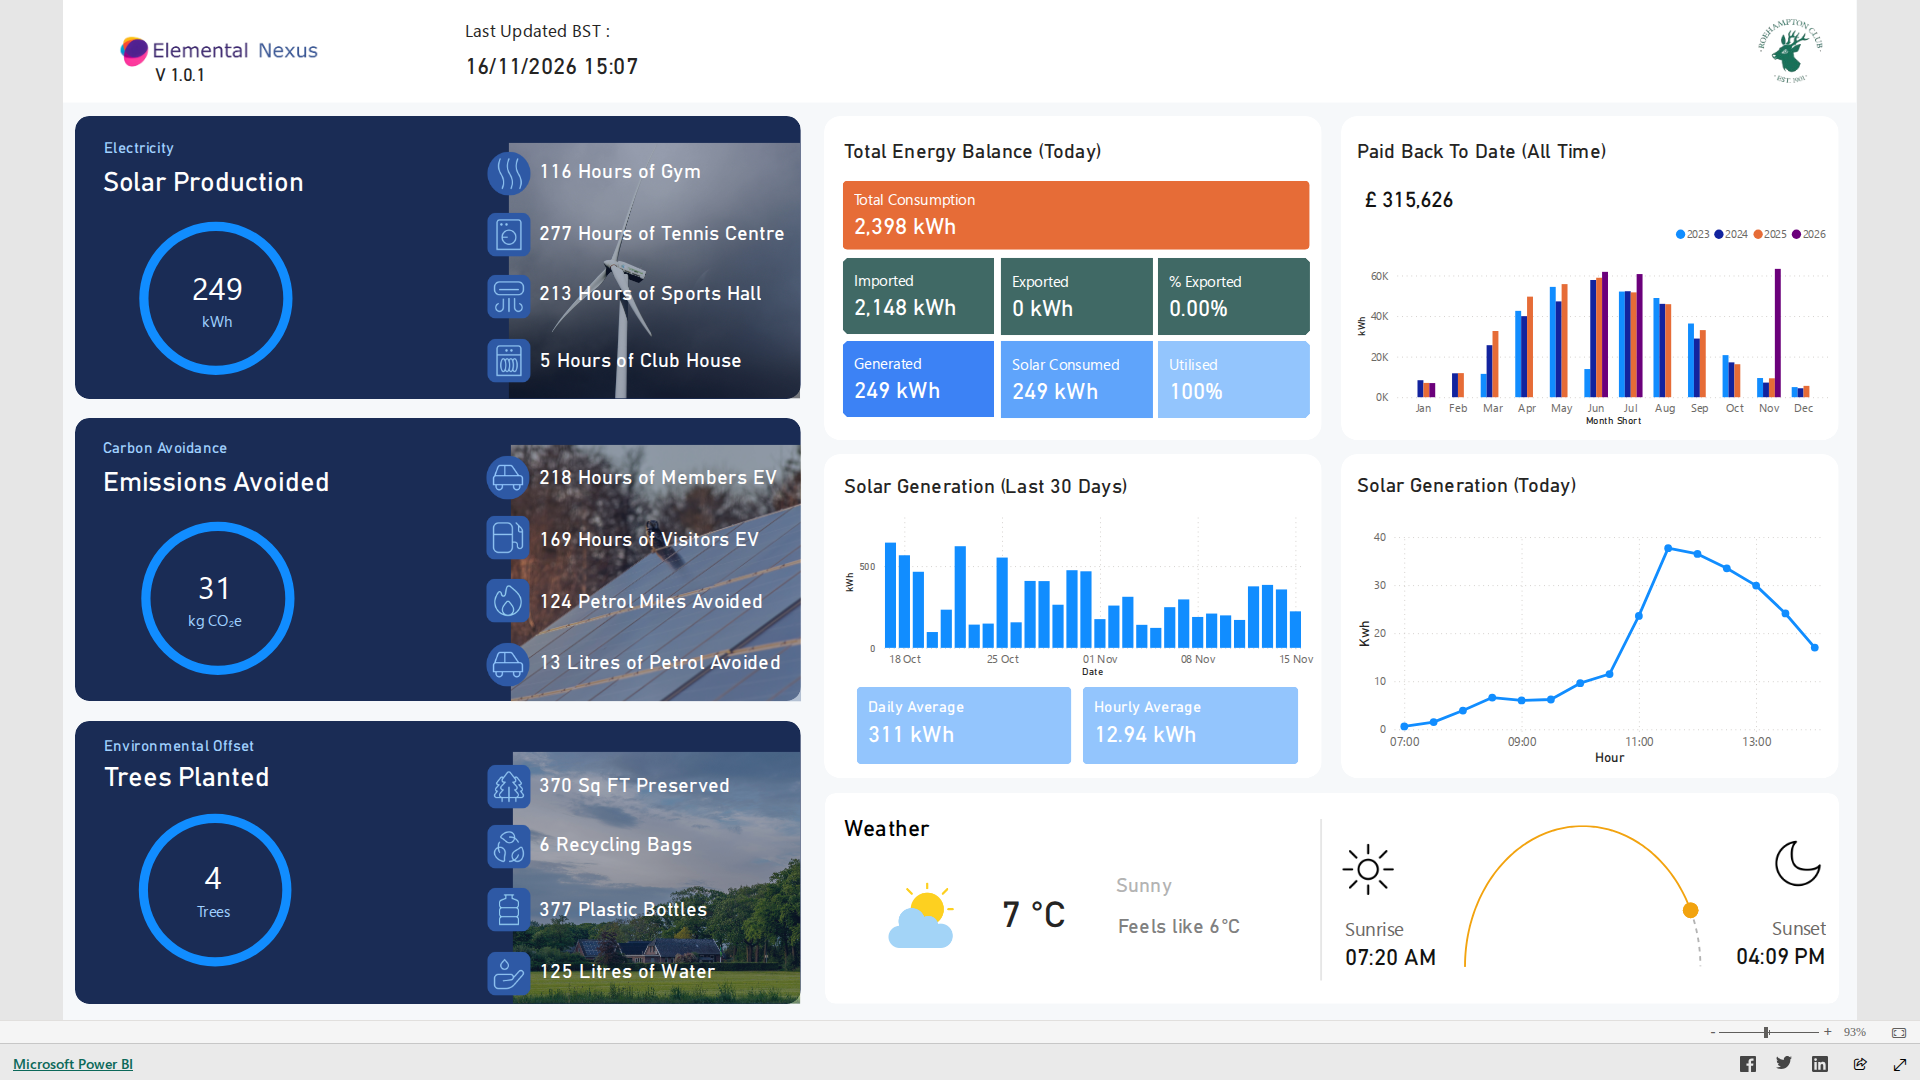 Elemental Nexus
V 1.0.1
Last Updated BST :
16/11/2026 15:07
ROEHAMPTON CLUB
· EST. 1901 ·
Electricity
Solar Production
249
kWh
116 Hours of Gym
277 Hours of Tennis Centre
213 Hours of Sports Hall
5 Hours of Club House
Carbon Avoidance
Emissions Avoided
31
kg CO₂e
218 Hours of Members EV
169 Hours of Visitors EV
124 Petrol Miles Avoided
13 Litres of Petrol Avoided
Environmental Offset
Trees Planted
4
Trees
370 Sq FT Preserved
6 Recycling Bags
377 Plastic Bottles
125 Litres of Water
Total Energy Balance (Today)
Total Consumption
2,398 kWh
Imported
2,148 kWh
Exported
0 kWh
% Exported
0.00%
Generated
249 kWh
Solar Consumed
249 kWh
Utilised
100%
Paid Back To Date (All Time)
£ 315,626
2023 2024 2025 2026
kWh
60K
40K
20K
0K
Jan Feb Mar Apr May Jun Jul Aug Sep Oct Nov Dec
Month Short
Solar Generation (Last 30 Days)
kWh
500
0
18 Oct 25 Oct 01 Nov 08 Nov 15 Nov
Date
Daily Average
311 kWh
Hourly Average
12.94 kWh
Solar Generation (Today)
Kwh
40
30
20
10
0
07:00 09:00 11:00 13:00
Hour
Weather
7 °C
Sunny
Feels like 6°C
Sunrise
07:20 AM
Sunset
04:09 PM
- + 93%
Microsoft Power BI